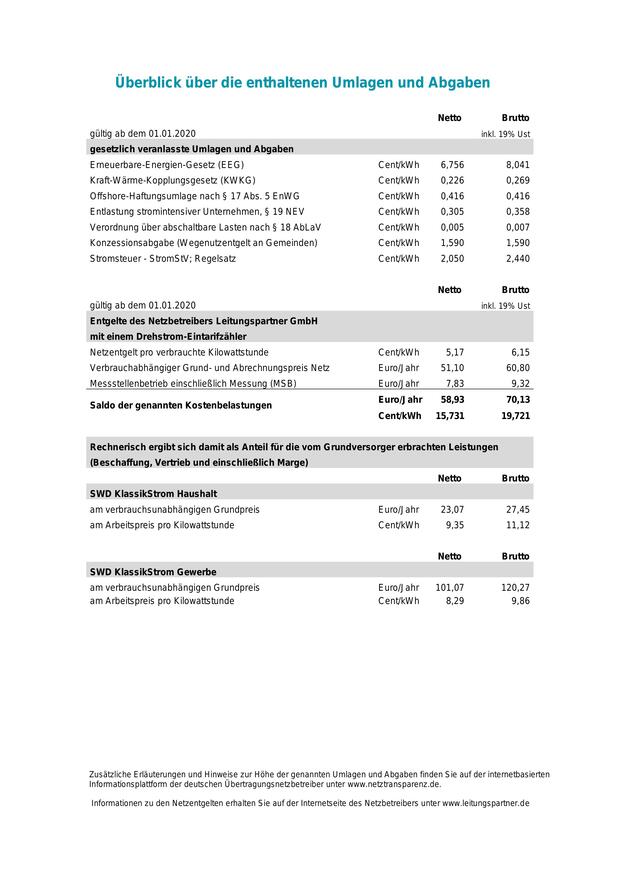 Überblick über die enthaltenen Umlagen und Abgaben
Netto Brutto
gültig ab dem 01.01.2020 inkl. 19% Ust
gesetzlich veranlasste Umlagen und Abgaben
Erneuerbare-Energien-Gesetz (EEG) Cent/kWh 6,756 8,041
Kraft-Wärme-Kopplungsgesetz (KWKG) Cent/kWh 0,226 0,269
Offshore-Haftungsumlage nach § 17 Abs. 5 EnWG Cent/kWh 0,416 0,416
Entlastung stromintensiver Unternehmen, § 19 NEV Cent/kWh 0,305 0,358
Verordnung über abschaltbare Lasten nach § 18 AbLaV Cent/kWh 0,005 0,007
Konzessionsabgabe (Wegenutzentgelt an Gemeinden) Cent/kWh 1,590 1,590
Stromsteuer - StromStV; Regelsatz Cent/kWh 2,050 2,440
Netto Brutto
gültig ab dem 01.01.2020 inkl. 19% Ust
Entgelte des Netzbetreibers Leitungspartner GmbH
mit einem Drehstrom-Eintarifzähler
Netzentgelt pro verbrauchte Kilowattstunde Cent/kWh 5,17 6,15
Verbrauchabhängiger Grund- und Abrechnungspreis Netz Euro/Jahr 51,10 60,80
Messstellenbetrieb einschließlich Messung (MSB) Euro/Jahr 7,83 9,32
Saldo der genannten Kostenbelastungen Euro/Jahr 58,93 70,13
Cent/kWh 15,731 19,721
Rechnerisch ergibt sich damit als Anteil für die vom Grundversorger erbrachten Leistungen
(Beschaffung, Vertrieb und einschließlich Marge)
Netto Brutto
SWD KlassikStrom Haushalt
am verbrauchsunabhängigen Grundpreis Euro/Jahr 23,07 27,45
am Arbeitspreis pro Kilowattstunde Cent/kWh 9,35 11,12
Netto Brutto
SWD KlassikStrom Gewerbe
am verbrauchsunabhängigen Grundpreis Euro/Jahr 101,07 120,27
am Arbeitspreis pro Kilowattstunde Cent/kWh 8,29 9,86
Zusätzliche Erläuterungen und Hinweise zur Höhe der genannten Umlagen und Abgaben finden Sie auf der internetbasierten
Informationsplattform der deutschen Übertragungsnetzbetreiber unter www.netztransparenz.de.
Informationen zu den Netzentgelten erhalten Sie auf der Internetseite des Netzbetreibers unter www.leitungspartner.de